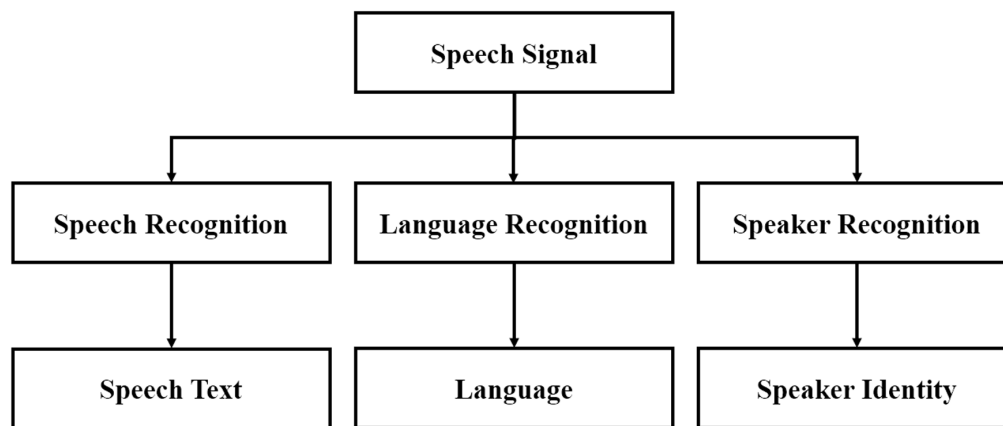 Speech Signal
Speech Recognition
Language Recognition
Speaker Recognition
Speech Text
Language
Speaker Identity